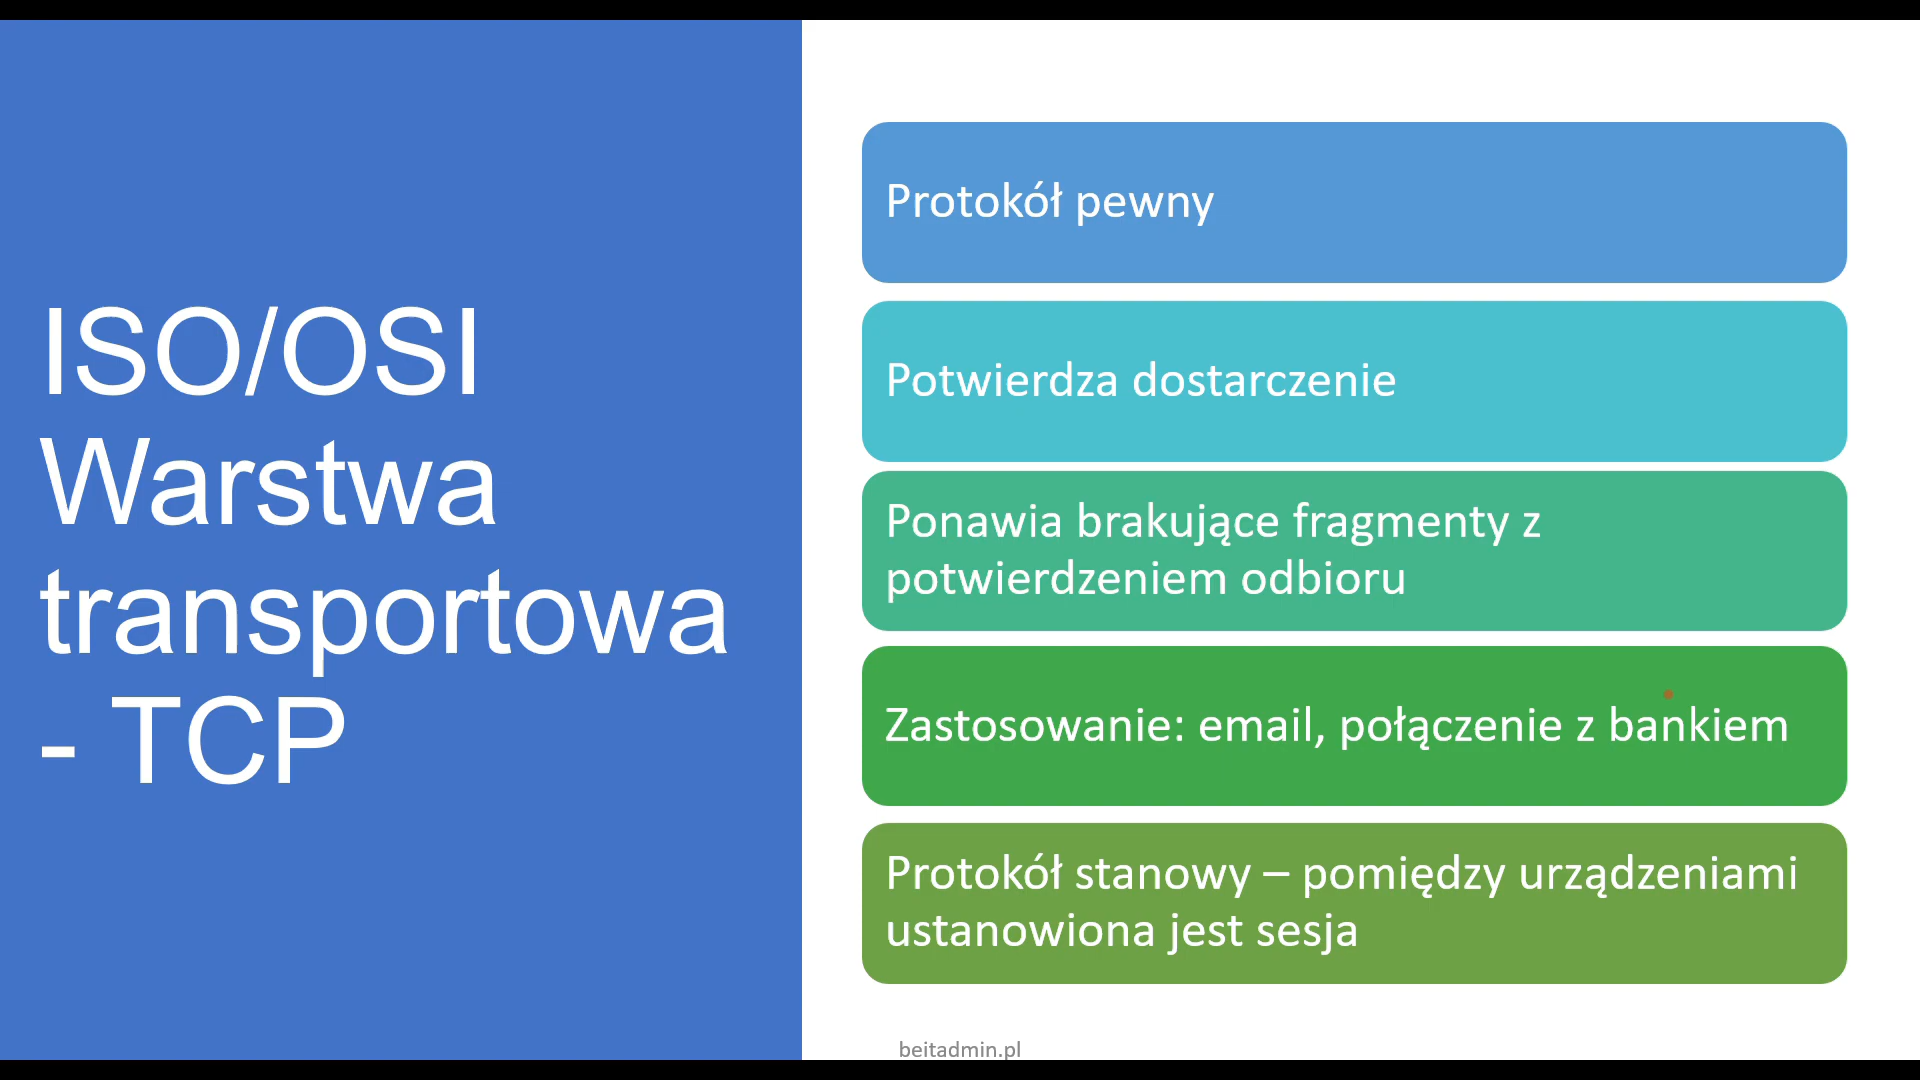 ISO/OSI
Warstwa
transportowa
- TCP
Protokół pewny
Potwierdza dostarczenie
Ponawia brakujące fragmenty z
potwierdzeniem odbioru
Zastosowanie: email, połączenie z bankiem
Protokół stanowy – pomiędzy urządzeniami
ustanowiona jest sesja
beitadmin.pl